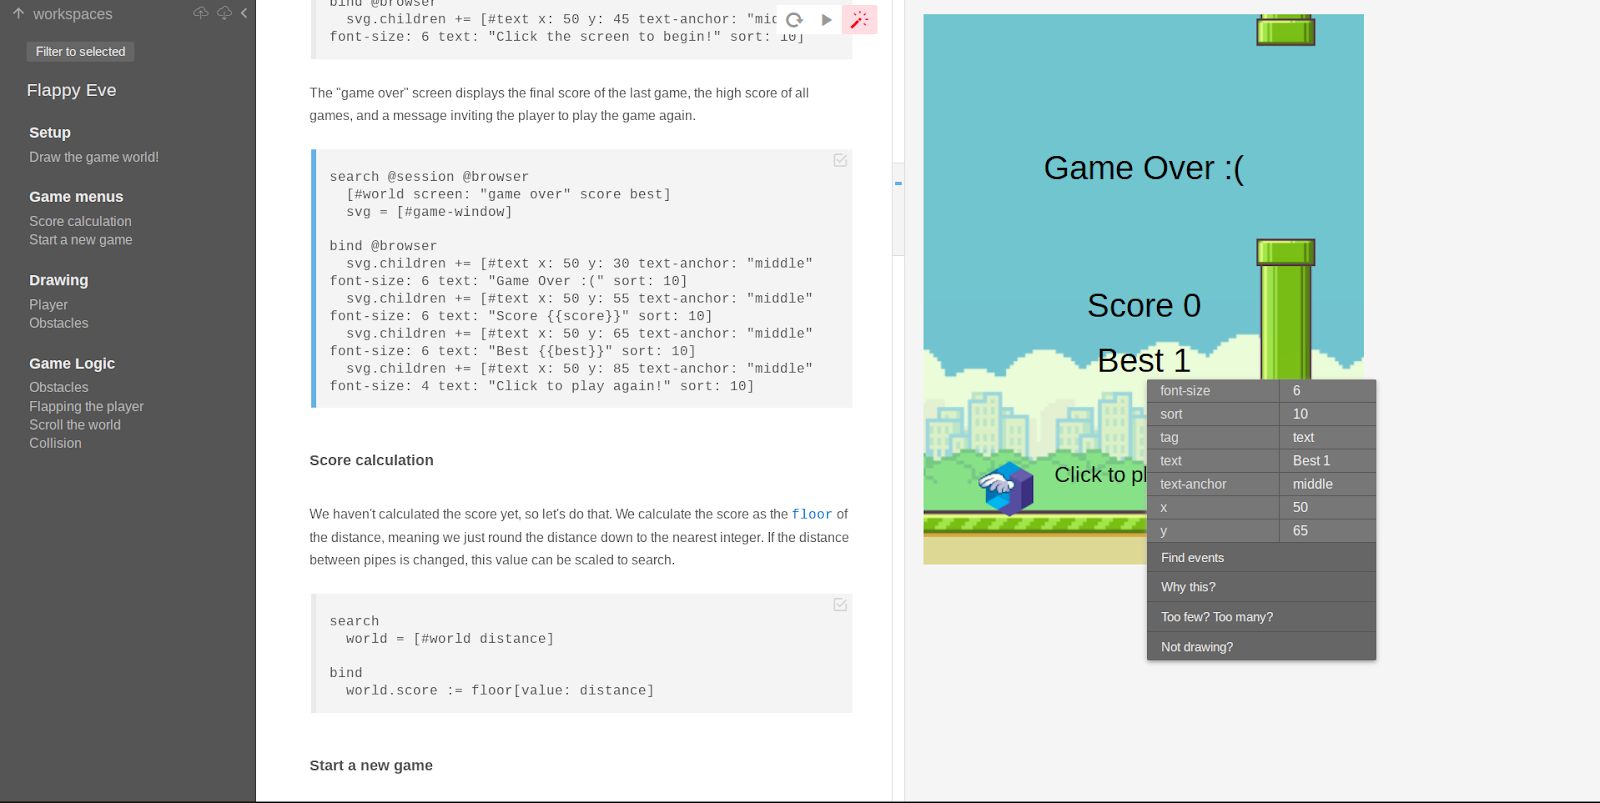 workspaces
Filter to selected
Flappy Eve
Setup
Draw the game world!
Game menus
Score calculation
Start a new game
Drawing
Player
Obstacles
Game Logic
Obstacles
Flapping the player
Scroll the world
Collision
bind @browser
svg.children += [#text x: 50 y: 45 text-anchor: "mid
font-size: 6 text: "Click the screen to begin!" sort: 10]
The "game over" screen displays the final score of the last game, the high score of all
games, and a message inviting the player to play the game again.
search @session @browser
[#world screen: "game over" score best]
svg = [#game-window]
bind @browser
svg.children += [#text x: 50 y: 30 text-anchor: "middle"
font-size: 6 text: "Game Over :(" sort: 10]
svg.children += [#text x: 50 y: 55 text-anchor: "middle"
font-size: 6 text: "Score {{score}}" sort: 10]
svg.children += [#text x: 50 y: 65 text-anchor: "middle"
font-size: 6 text: "Best {{best}}" sort: 10]
svg.children += [#text x: 50 y: 85 text-anchor: "middle"
font-size: 4 text: "Click to play again!" sort: 10]
Score calculation
We haven't calculated the score yet, so let's do that. We calculate the score as the floor of
the distance, meaning we just round the distance down to the nearest integer. If the distance
between pipes is changed, this value can be scaled to search.
search
world = [#world distance]
bind
world.score := floor[value: distance]
Start a new game
Game Over :(
Score 0
Best 1
Click to pl
font-size 6
sort 10
tag text
text Best 1
text-anchor middle
x 50
y 65
Find events
Why this?
Too few? Too many?
Not drawing?